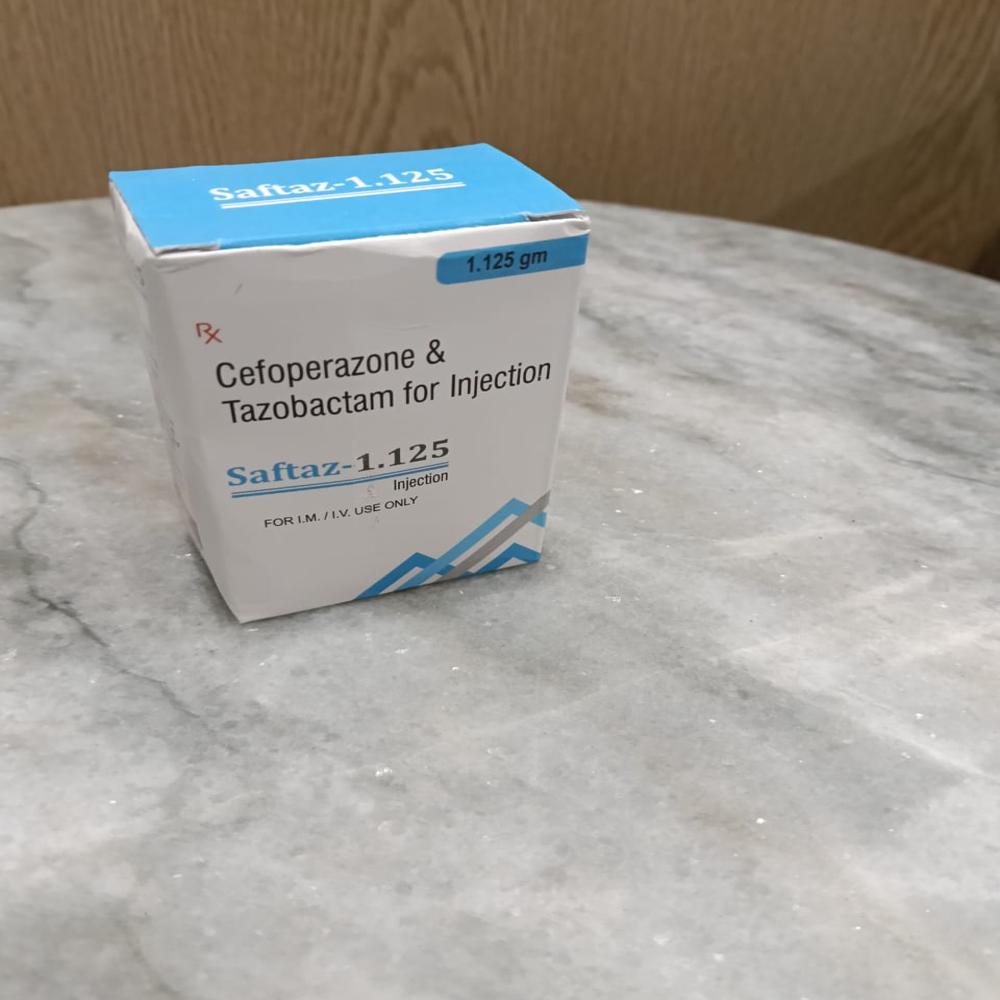 Saftaz-1.125
1.125 gm
Rx
Cefoperazone &
Tazobactam for Injection
Saftaz-1.125
Injection
FOR I.M. / I.V. USE ONLY